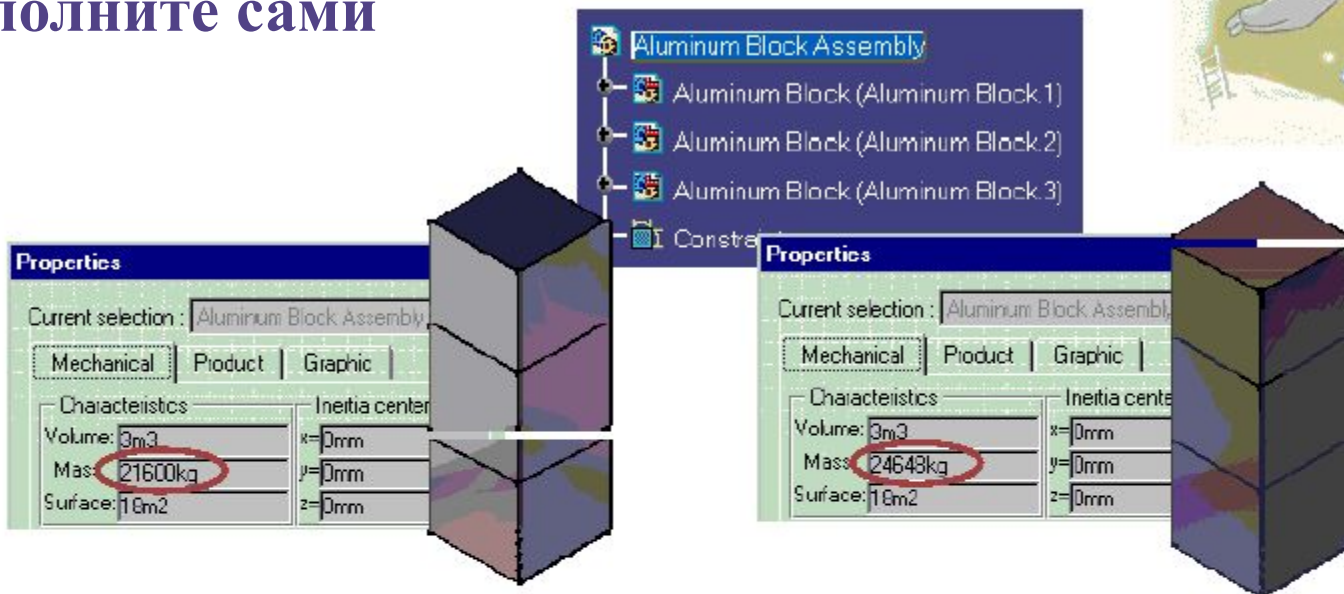 полните сами
Aluminum Block Assembly
Aluminum Block (Aluminum Block.1)
Aluminum Block (Aluminum Block.2)
Aluminum Block (Aluminum Block.3)
Properties
Current selection : Aluminum Block Assembly
Mechanical Product Graphic
Characteristics Inertia center
Volume: 3m3 x=0mm
Mass 21600kg y=0mm
Surface: 18m2 z=0mm
Properties
Current selection : Aluminum Block Assembly
Mechanical Product Graphic
Characteristics Inertia cente
Volume: 3m3 x=0mm
Mass 24648kg y=0mm
Surface: 18m2 z=0mm